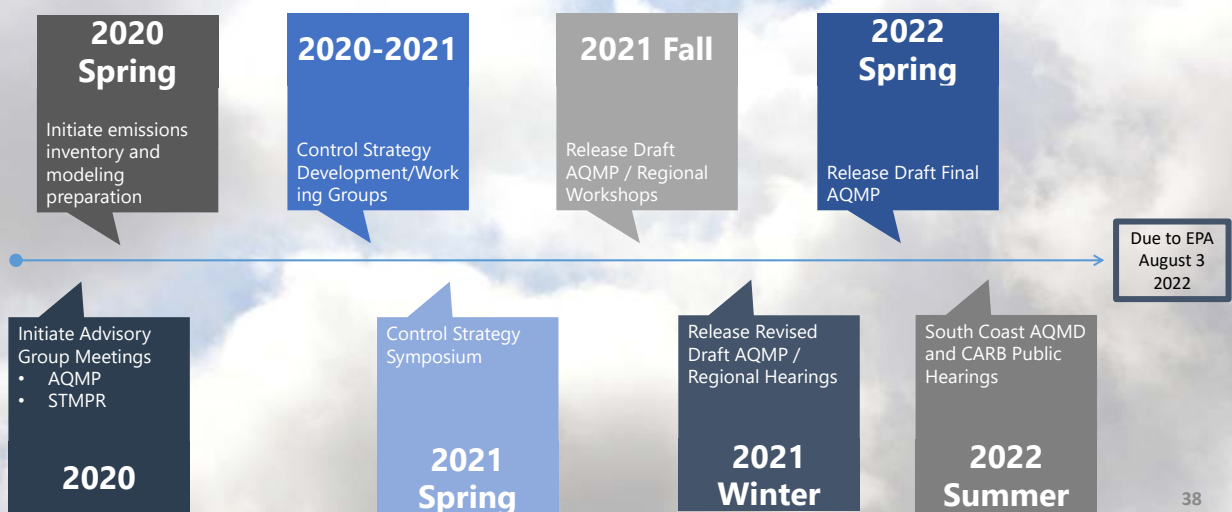 2020
Spring
Initiate emissions
inventory and
modeling
preparation
2020-2021
Control Strategy
Development/Work
ing Groups
2021 Fall
Release Draft
AQMP / Regional
Workshops
2022
Spring
Release Draft Final
AQMP
Due to EPA
August 3
2022
Initiate Advisory
Group Meetings
• AQMP
• STMPR
2020
Control Strategy
Symposium
2021
Spring
Release Revised
Draft AQMP /
Regional Hearings
2021
Winter
South Coast AQMD
and CARB Public
Hearings
2022
Summer
38